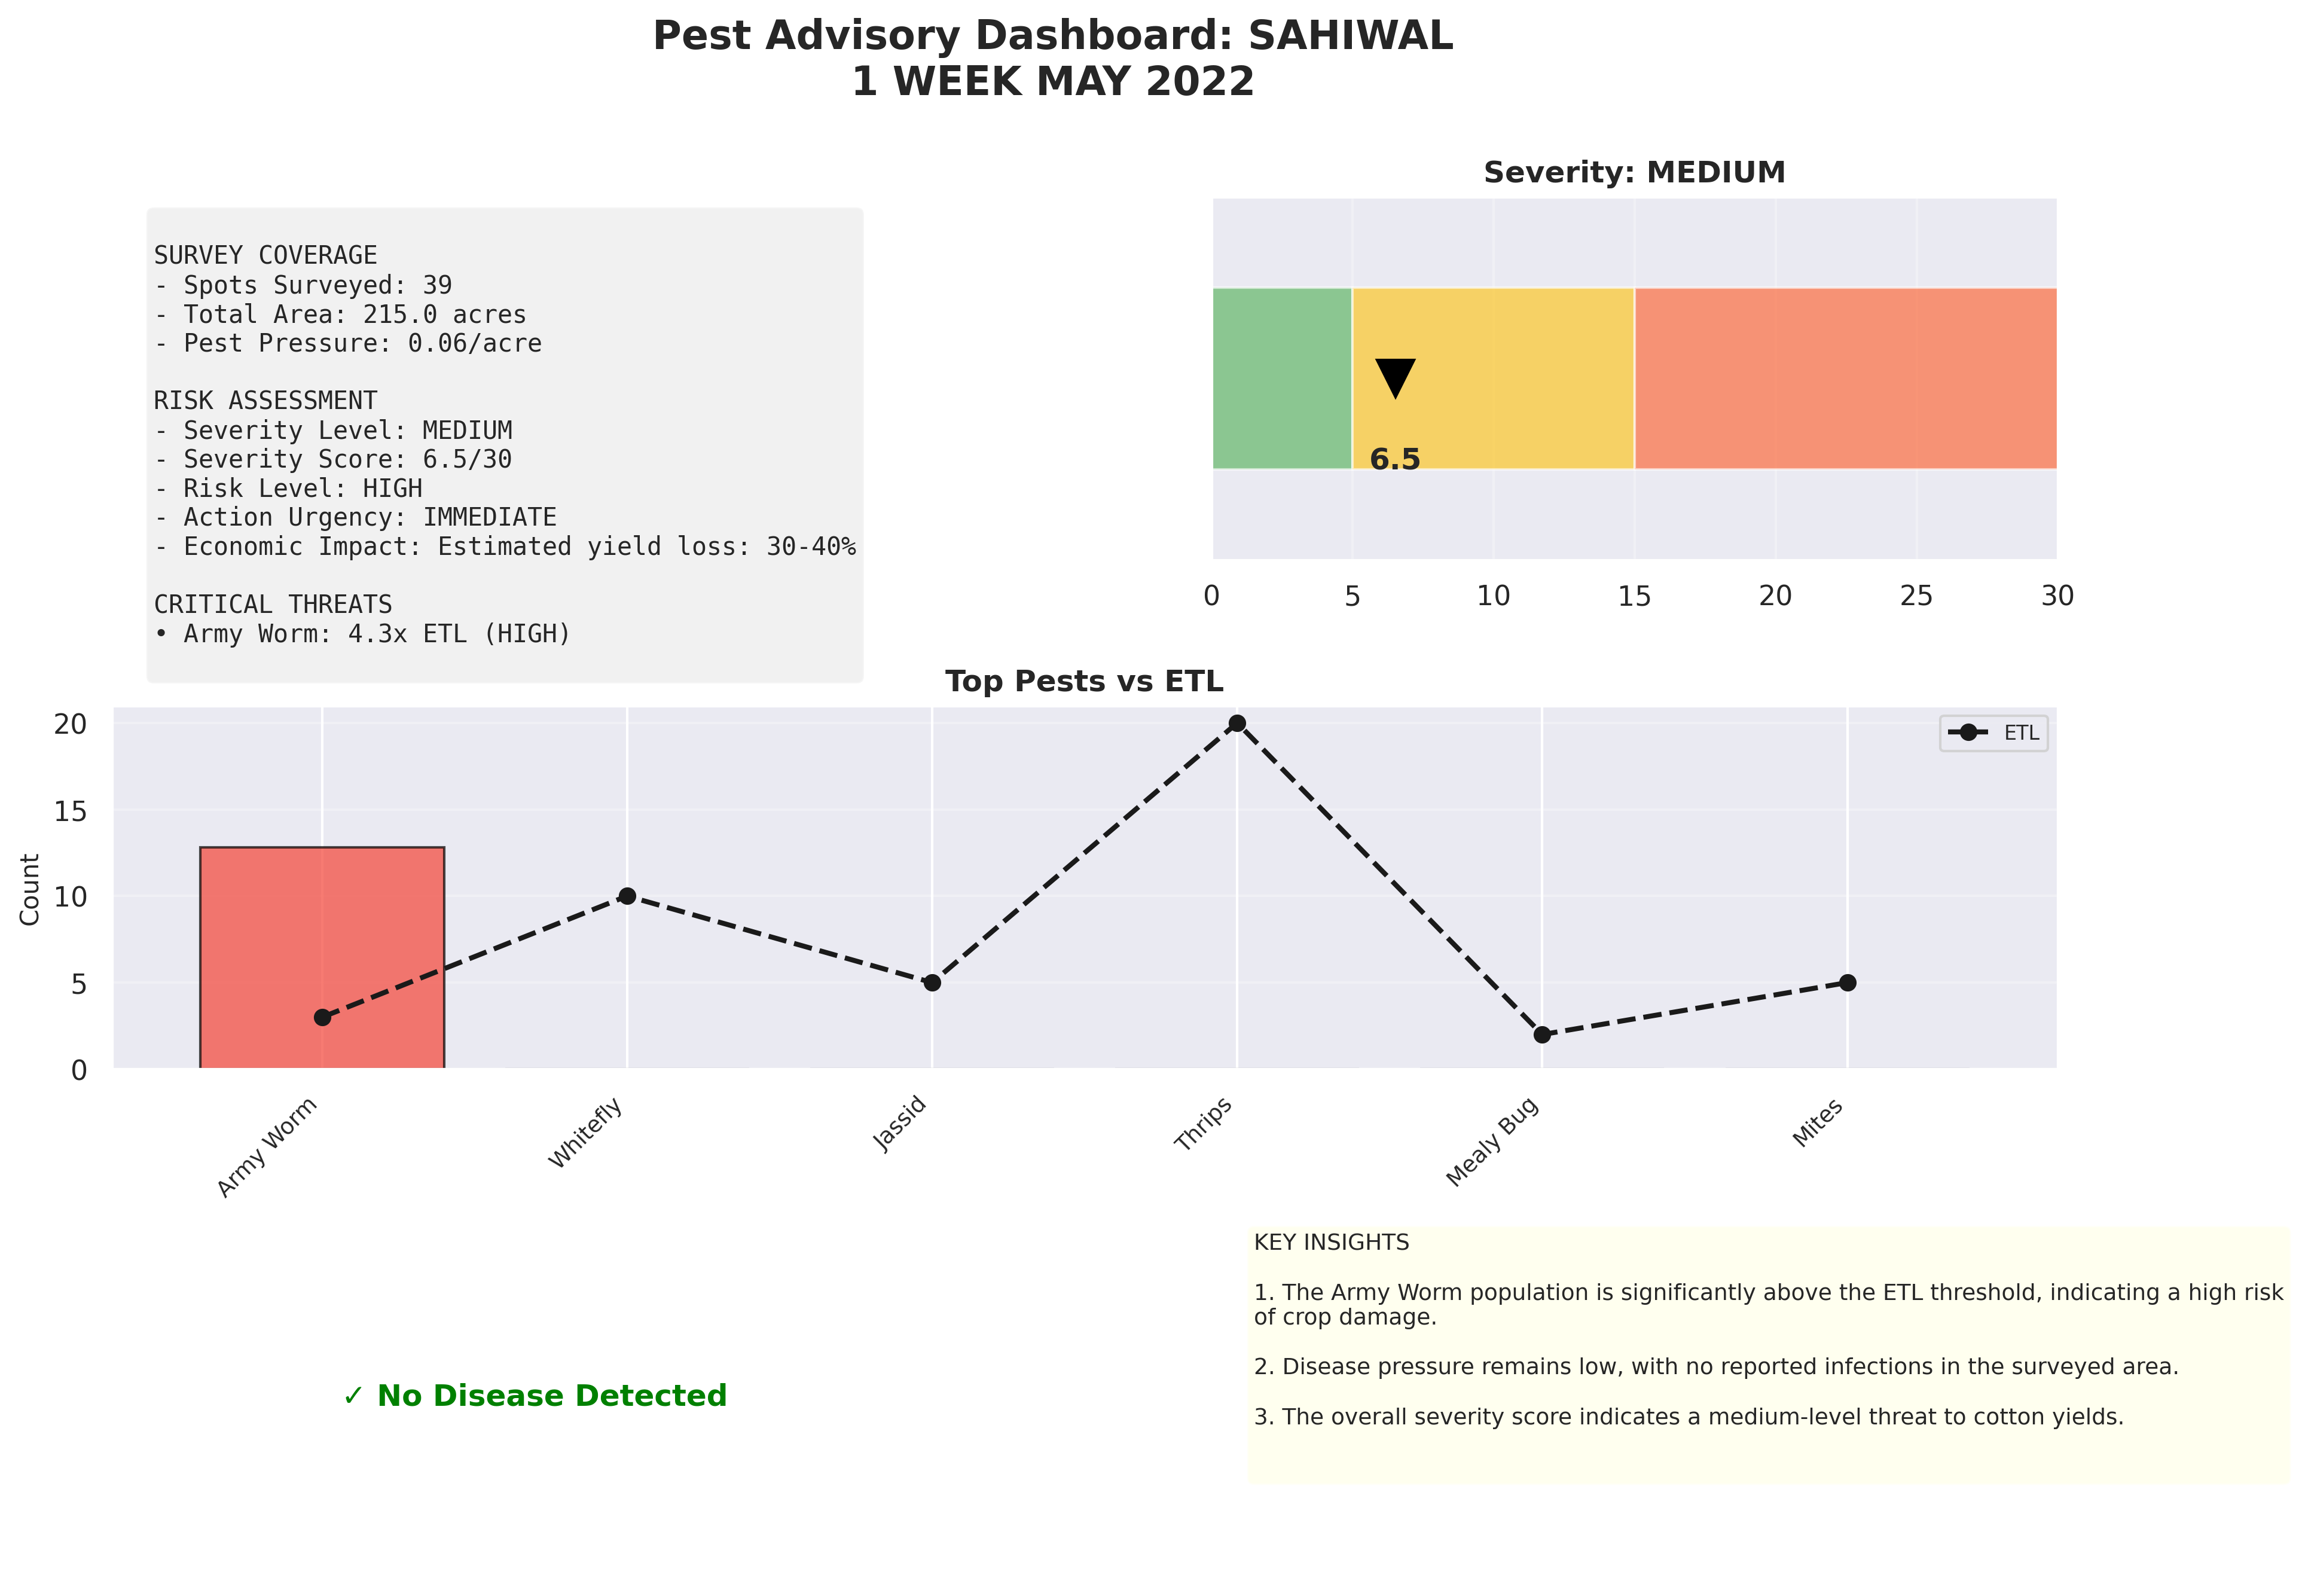 Pest Advisory Dashboard: SAHIWAL
1 WEEK MAY 2022
SURVEY COVERAGE
- Spots Surveyed: 39
- Total Area: 215.0 acres
- Pest Pressure: 0.06/acre
RISK ASSESSMENT
- Severity Level: MEDIUM
- Severity Score: 6.5/30
- Risk Level: HIGH
- Action Urgency: IMMEDIATE
- Economic Impact: Estimated yield loss: 30-40%
CRITICAL THREATS
• Army Worm: 4.3x ETL (HIGH)
Severity: MEDIUM
6.5
0 5 10 15 20 25 30
Top Pests vs ETL
ETL
Count
20
15
10
5
0
Army Worm
Whitefly
Jassid
Thrips
Mealy Bug
Mites
✓ No Disease Detected
KEY INSIGHTS
1. The Army Worm population is significantly above the ETL threshold, indicating a high risk
of crop damage.
2. Disease pressure remains low, with no reported infections in the surveyed area.
3. The overall severity score indicates a medium-level threat to cotton yields.